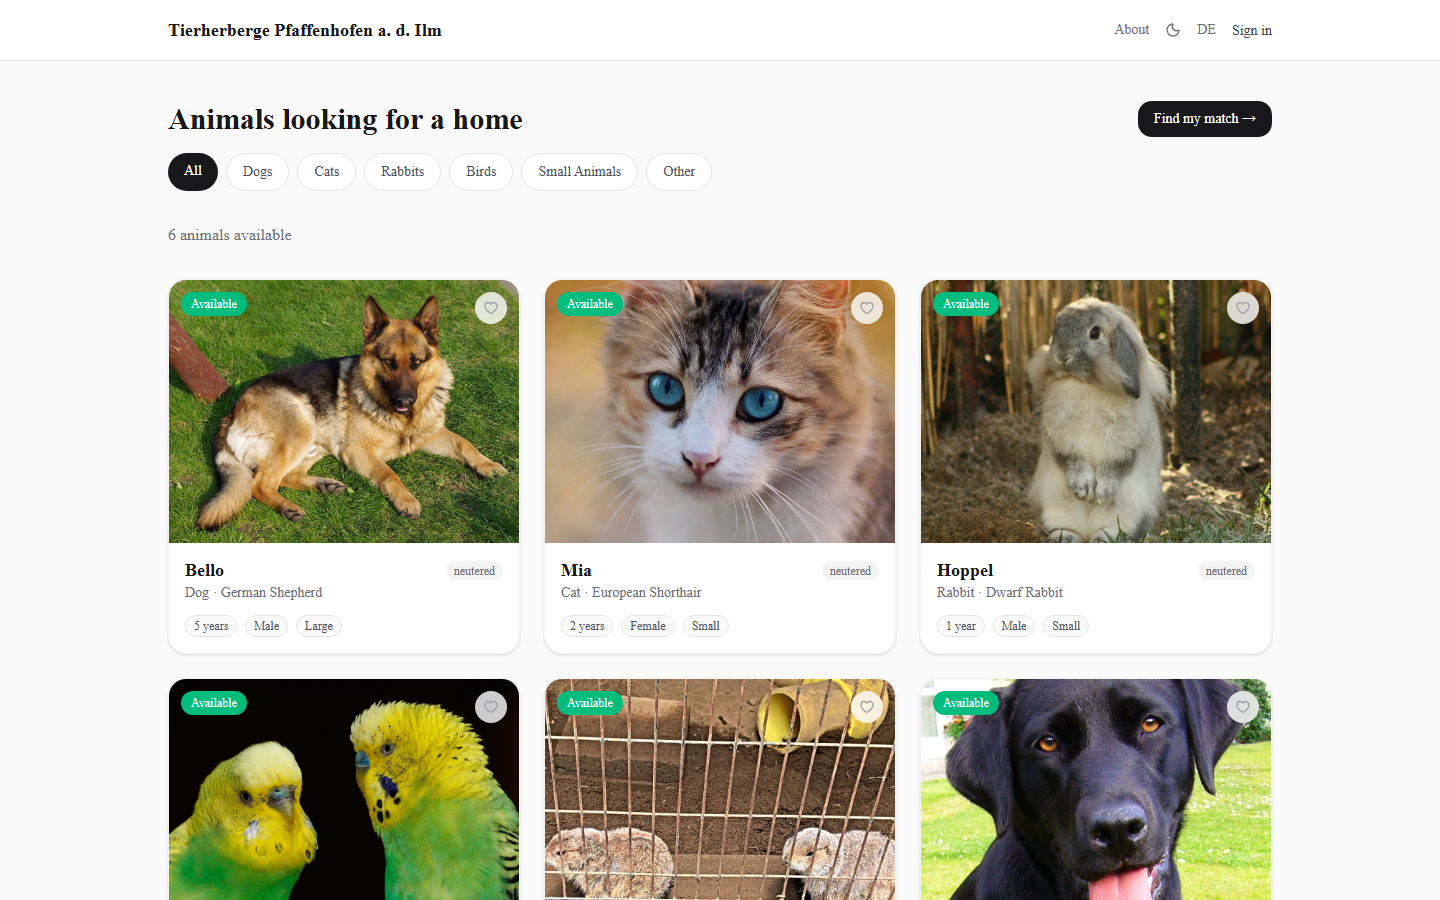 Tierherberge Pfaffenhofen a. d. Ilm
About DE Sign in
Animals looking for a home
Find my match →
All Dogs Cats Rabbits Birds Small Animals Other
6 animals available
Available Available Available
Bello neutered
Dog · German Shepherd
5 years Male Large
Mia neutered
Cat · European Shorthair
2 years Female Small
Hoppel neutered
Rabbit · Dwarf Rabbit
1 year Male Small
Available Available Available